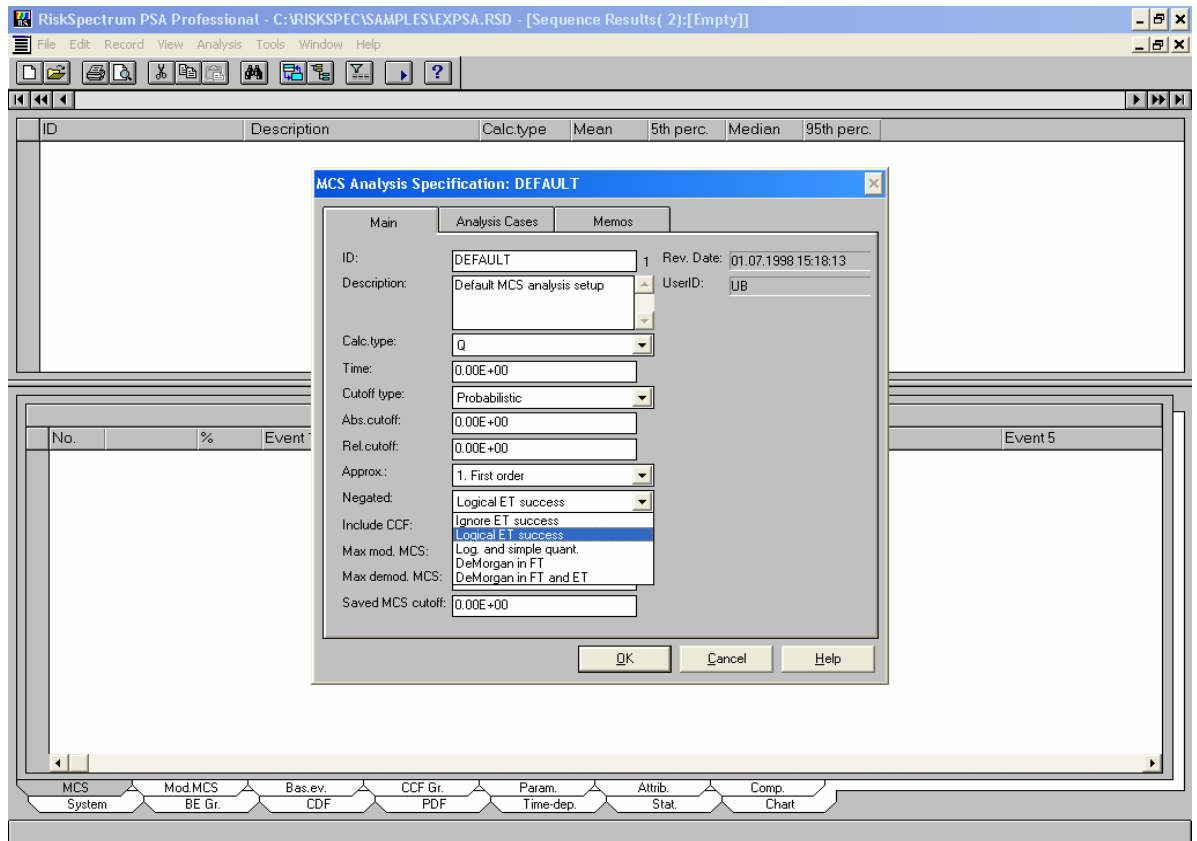 RiskSpectrum PSA Professional - C:\RISKSPEC\SAMPLES\EXPSA.RSD - [Sequence Results( 2):[Empty]]
File Edit Record View Analysis Tools Window Help
ID Description Calc.type Mean 5th perc. Median 95th perc.
MCS Analysis Specification: DEFAULT
Main Analysis Cases Memos
ID: DEFAULT 1 Rev. Date: 01.07.1998 15:18:13
Description: Default MCS analysis setup UserID: UB
Calc.type: Q
Time: 0.00E+00
Cutoff type: Probabilistic
Abs.cutoff: 0.00E+00
Rel.cutoff: 0.00E+00
Approx.: 1. First order
Negated: Logical ET success
Ignore ET success
Include CCF: Logical ET success
Max mod. MCS: Log. and simple quant.
DeMorgan in FT
Max demod. MCS: DeMorgan in FT and ET
Saved MCS cutoff: 0.00E+00
OK Cancel Help
No. % Event Event 5
MCS Mod.MCS Bas.ev. CCF Gr. Param. Attrib. Comp.
System BE Gr. CDF PDF Time-dep. Stat. Chart